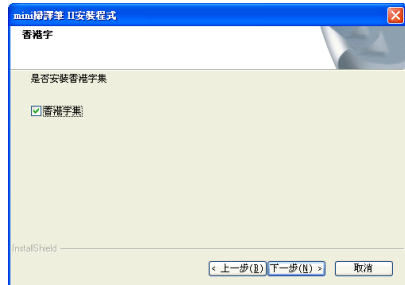 mini掃譯筆 II安裝程式
香港字
是否安裝香港字集
香港字集
InstallShield
< 上一步(B) 下一步(N) > 取消